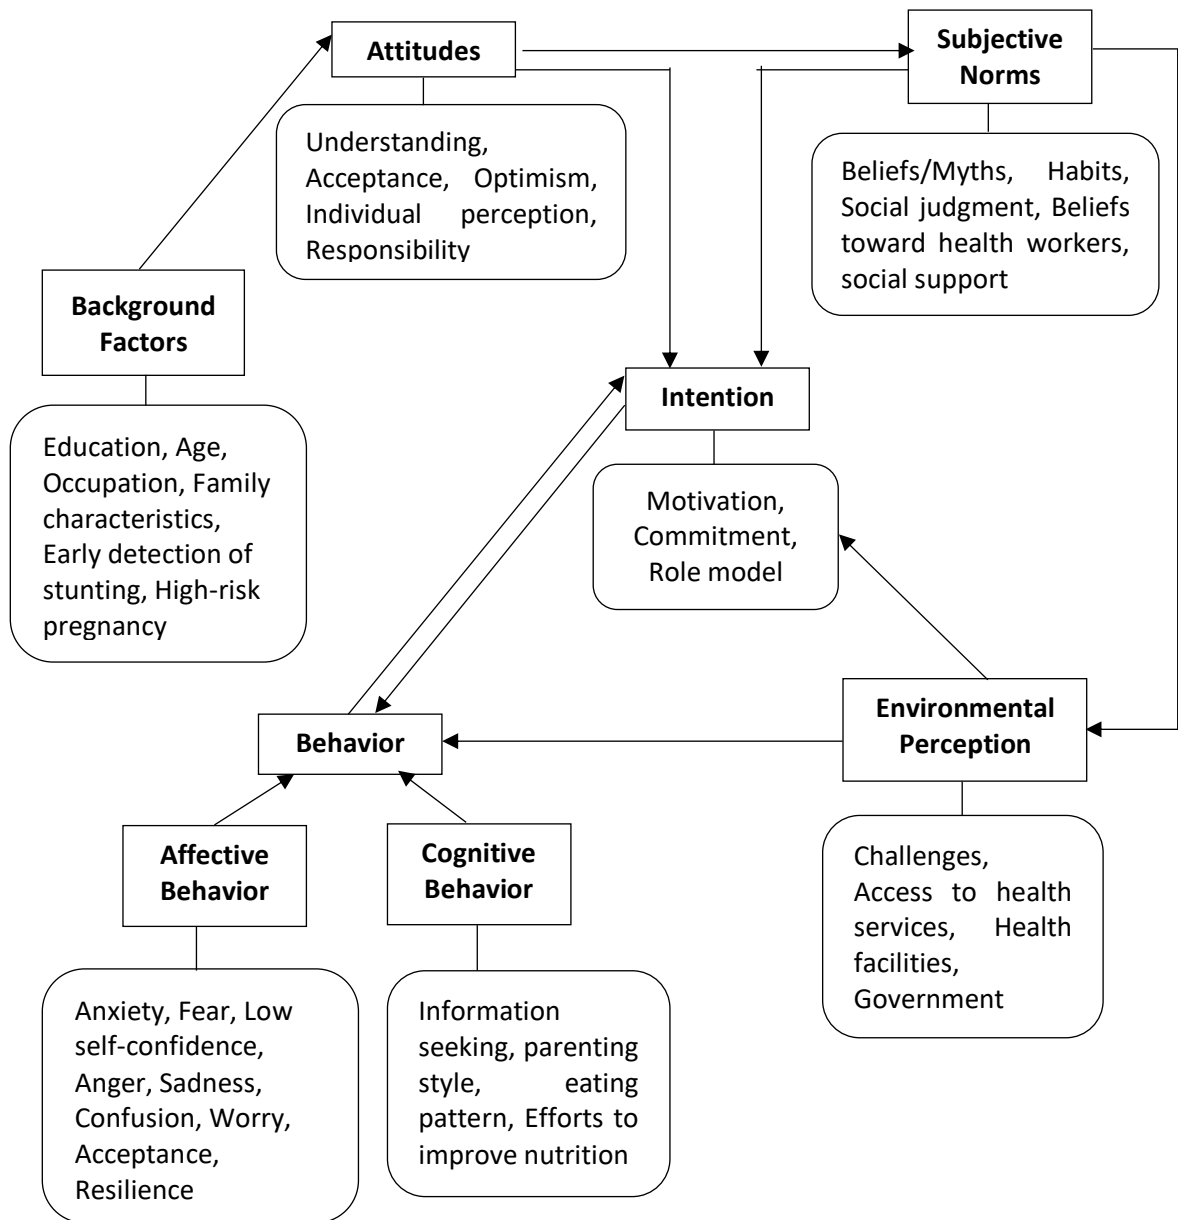 Attitudes
Subjective
Norms
Understanding,
Acceptance, Optimism,
Individual perception,
Responsibility
Beliefs/Myths, Habits,
Social judgment, Beliefs
toward health workers,
social support
Background
Factors
Intention
Education, Age,
Occupation, Family
characteristics,
Early detection of
stunting, High-risk
pregnancy
Motivation,
Commitment,
Role model
Environmental
Perception
Behavior
Affective
Behavior
Cognitive
Behavior
Challenges,
Access to health
services, Health
facilities,
Government
Anxiety, Fear, Low
self-confidence,
Anger, Sadness,
Confusion, Worry,
Acceptance,
Resilience
Information
seeking, parenting
style, eating
pattern, Efforts to
improve nutrition